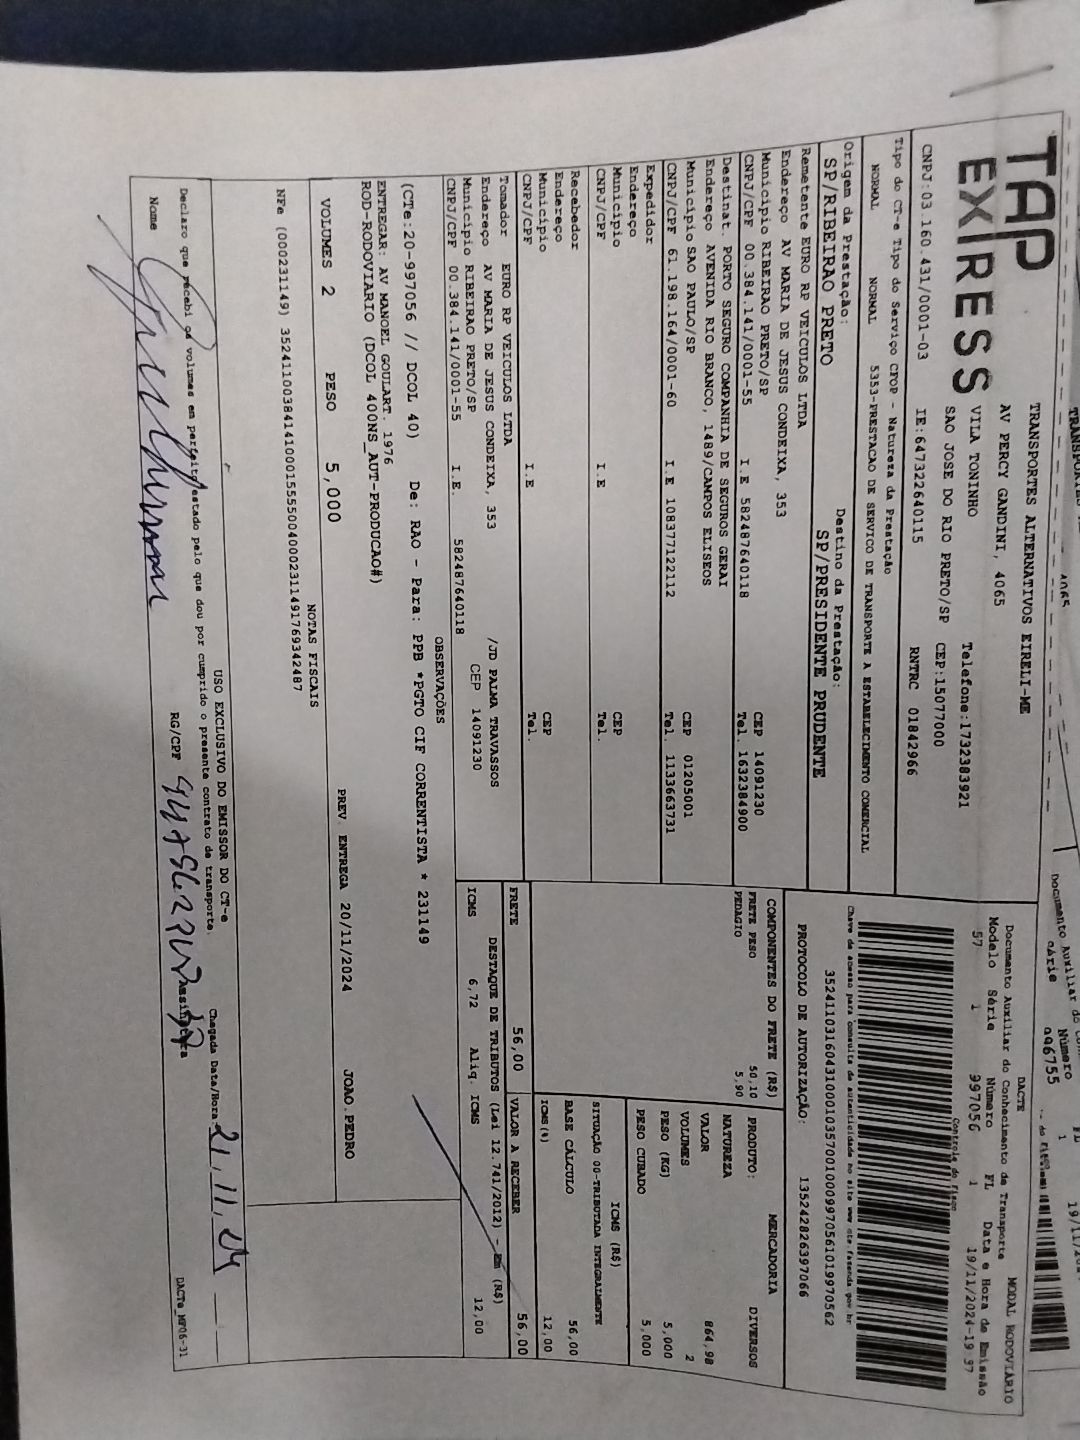 TAP
EXPRESS
TRANSPORTES ALTERNATIVOS EIRELI-ME
AV PERCY GANDINI, 4065
VILA TONINHO
Telefone:1732383921
SAO JOSE DO RIO PRETO/SP CEP:15077000
CNPJ:03.160.431/0001-03 IE:647322640115 RNTRC 01842966
DACTE MODAL RODOVIARIO
Documento Auxiliar do Conhecimento de Transporte
Modelo Série Número FL Data e Hora de Emissão
57 1 997056 1 19/11/2024-19
Controle do Fisco
Tipo do CT-e Tipo do Serviço CFOP - Natureza da Prestação
NORMAL NORMAL 5353-PRESTACAO DE SERVICO DE TRANSPORTE A ESTABELECIMENTO COMERCIAL
Chave de acesso para consulta de autenticidade no site www cte.fazenda gov br
35241103160431000103570010009970561019970562
Origem da Prestação: Destino da Prestação:
SP/RIBEIRAO PRETO SP/PRESIDENTE PRUDENTE
PROTOCOLO DE AUTORIZAÇÃO: 135242826397066
Remetente EURO RP VEICULOS LTDA
Endereço AV MARIA DE JESUS CONDEIXA, 353
Municipio RIBEIRAO PRETO/SP CEP 14091230
CNPJ/CPF 00.384.141/0001-55 I.E 582487640118 Tel. 1632384900
Destinat. PORTO SEGURO COMPANHIA DE SEGUROS GERAI
Endereço AVENIDA RIO BRANCO, 1489/CAMPOS ELISEOS
Municipio SAO PAULO/SP CEP 01205001
CNPJ/CPF 61.198.164/0001-60 I.E 108377122112 Tel. 1133663731
Expedidor
Endereço
Municipio CEP
CNPJ/CPF I.E Tel.
Recebedor
Endereço
Municipio CEP
CNPJ/CPF I.E Tel.
Tomador EURO RP VEICULOS LTDA
Endereço AV MARIA DE JESUS CONDEIXA, 353 /JD PALMA TRAVASSOS
Municipio RIBEIRAO PRETO/SP CEP 14091230
CNPJ/CPF 00.384.141/0001-55 I.E. 582487640118
COMPONENTES DO FRETE (R$)
FRETE PESO 50,10
PEDAGIO 5,90
PRODUTO: MERCADORIA
NATUREZA DIVERSOS
VALOR 864,98
VOLUMES 2
PESO (KG) 5,000
PESO CUBADO 5,000
ICMS (R$)
SITUAÇÃO 00-TRIBUTADA INTEGRALMENTE
BASE CÁLCULO 56,00
ICMS(%) 12,00
FRETE 56,00 VALOR A RECEBER 56,00
DESTAQUE DE TRIBUTOS (Lei 12.741/2012) - Em (R$)
ICMS 6,72 Aliq. ICMS 12,00
OBSERVAÇÕES
(CTe:20-997056 // DCOL 40) De: RAO - Para: PPB *PGTO CIF CORRENTISTA * 231149
ENTREGAR: AV MANOEL GOULART. 1976
ROD-RODOVIARIO (DCOL 400NS_AUT-PRODUCAO#)
VOLUMES 2 PESO 5,000 PREV. ENTREGA 20/11/2024 JOAO.PEDRO
NOTAS FISCAIS
NFe (000231149) 35241100384141000155550040002311491769342487
USO EXCLUSIVO DO EMISSOR DO CT-e
Declaro que recebi os volumes em perfeito estado pelo que dou por cumprido o presente contrato de transporte. Chegada Data/Hora 21/11/24
Nome RG/CPF Assinatura
DACTe_MF06-31
Documento Auxiliar do
Série Número FL
996755 1 19/11/
4065